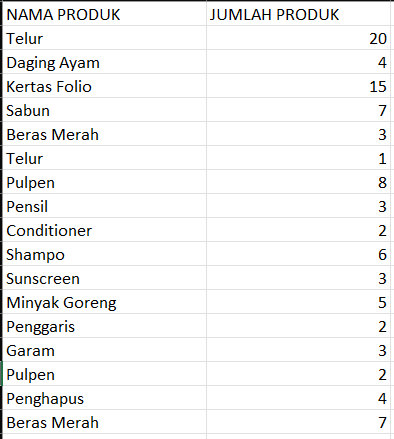 NAMA PRODUK JUMLAH PRODUK
Telur 20
Daging Ayam 4
Kertas Folio 15
Sabun 7
Beras Merah 3
Telur 1
Pulpen 8
Pensil 3
Conditioner 2
Shampo 6
Sunscreen 3
Minyak Goreng 5
Penggaris 2
Garam 3
Pulpen 2
Penghapus 4
Beras Merah 7